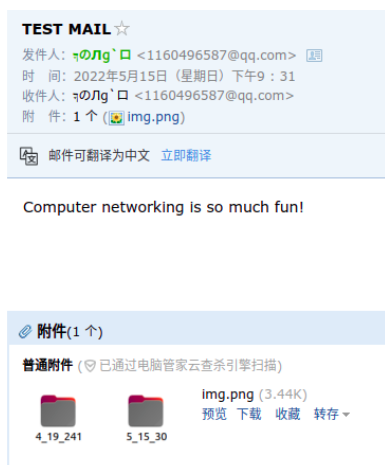 TEST MAIL☆
发件人: ণのЛg`ロ <1160496587@qq.com>
时 间: 2022年5月15日（星期日）下午9：31
收件人: ণのЛg`ロ <1160496587@qq.com>
附 件: 1 个 (img.png)
邮件可翻译为中文 立即翻译
Computer networking is so much fun!
附件(1 个)
普通附件 (已通过电脑管家云查杀引擎扫描)
img.png (3.44K)
预览 下载 收藏 转存
4_19_241 5_15_30